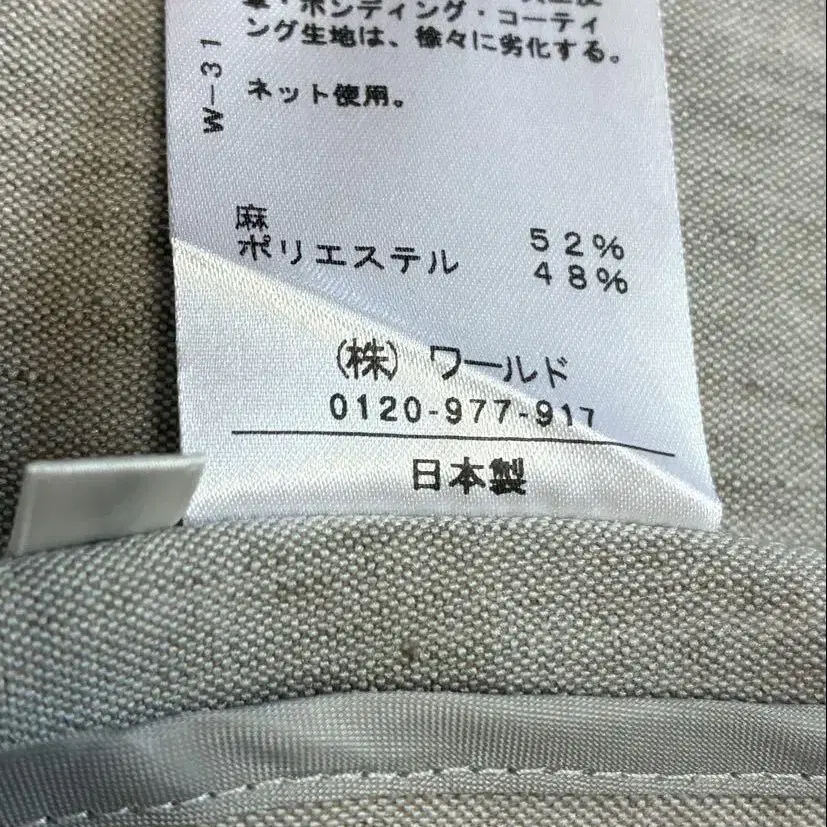 ・ボンディング・コーティ
ング生地は、徐々に劣化する。
ネット使用。
W-31
麻 52%
ポリエステル 48%
(株) ワールド
0120-977-917
日本製